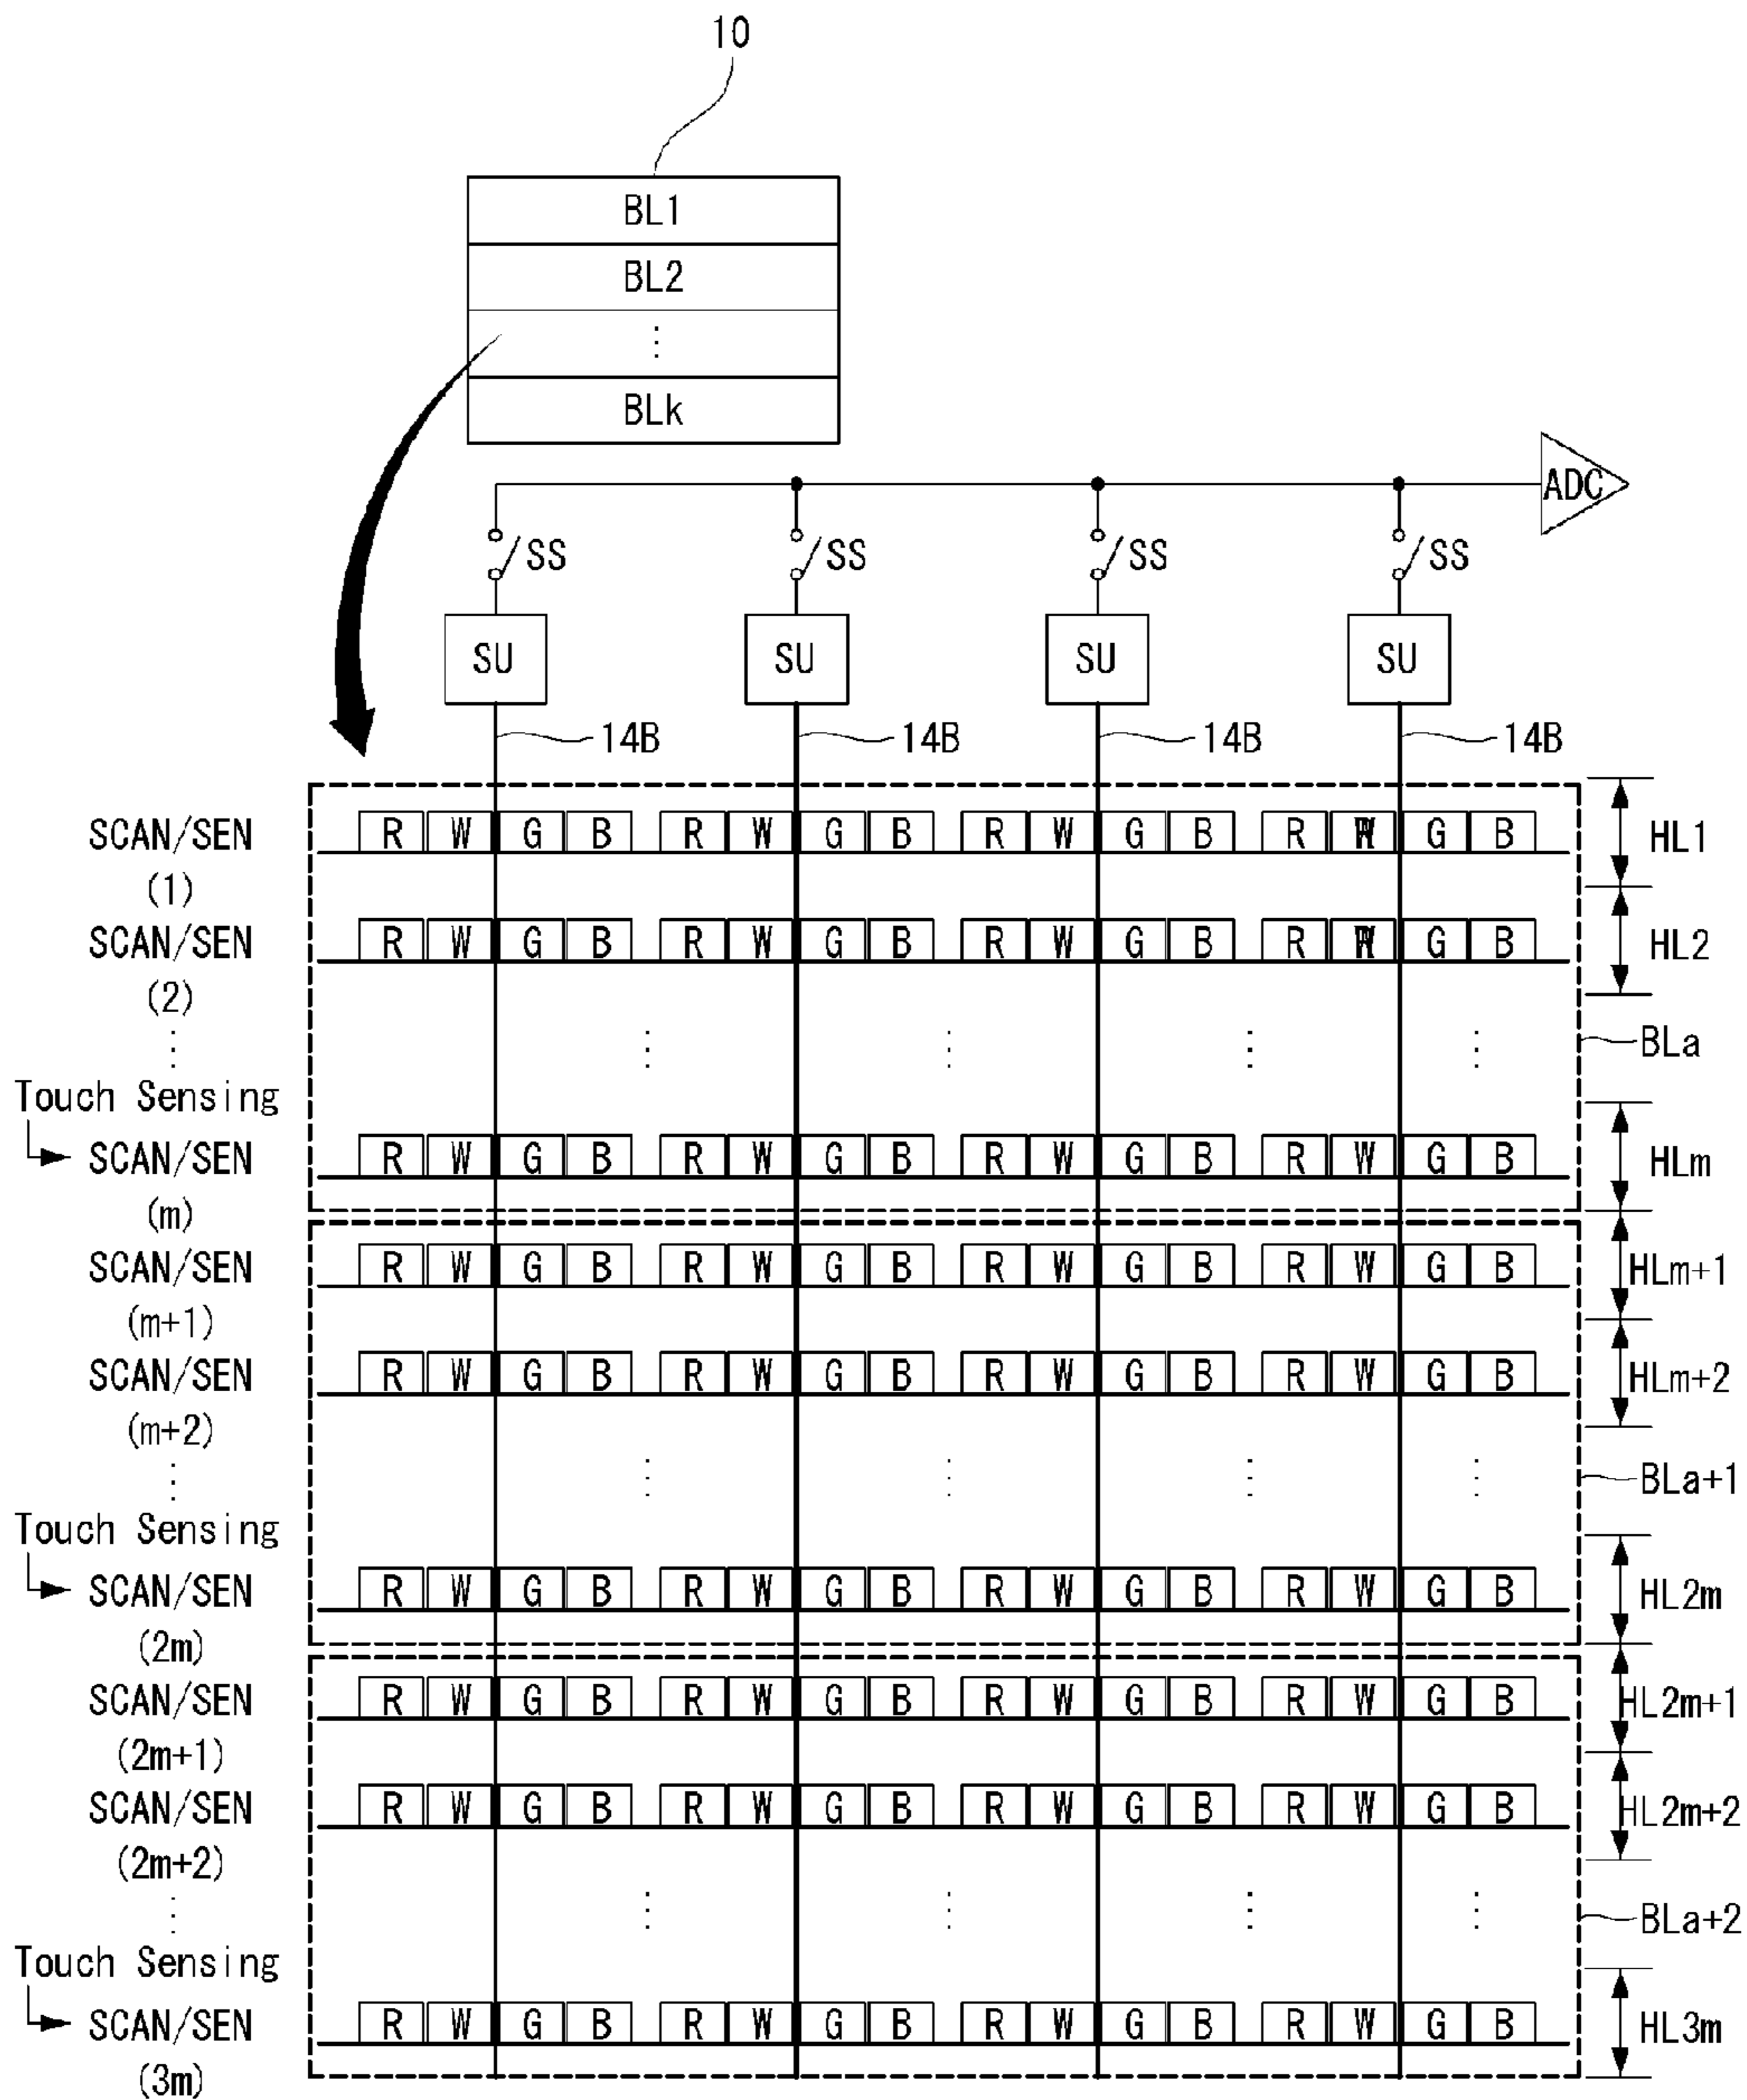 10
BL1
BL2
⋮
BLk
ADC
SS SS SS SS
SU SU SU SU
14B 14B 14B 14B
SCAN/SEN R W G B R W G B R W G B R W G B HL1
(1)
SCAN/SEN R W G B R W G B R W G B R W G B HL2
(2)
⋮ ⋮ ⋮ ⋮ ⋮ BLa
Touch Sensing
SCAN/SEN R W G B R W G B R W G B R W G B HLm
(m)
SCAN/SEN R W G B R W G B R W G B R W G B HLm+1
(m+1)
SCAN/SEN R W G B R W G B R W G B R W G B HLm+2
(m+2)
⋮ ⋮ ⋮ ⋮ ⋮ BLa+1
Touch Sensing
SCAN/SEN R W G B R W G B R W G B R W G B HL2m
(2m)
SCAN/SEN R W G B R W G B R W G B R W G B HL2m+1
(2m+1)
SCAN/SEN R W G B R W G B R W G B R W G B HL2m+2
(2m+2)
⋮ ⋮ ⋮ ⋮ ⋮ BLa+2
Touch Sensing
SCAN/SEN R W G B R W G B R W G B R W G B HL3m
(3m)